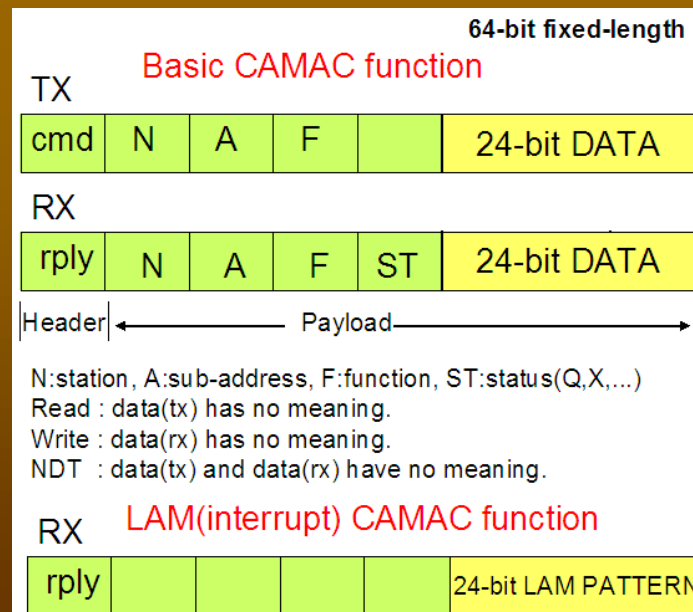 64-bit fixed-length
Basic CAMAC function
TX
cmd N A F 24-bit DATA
RX
rply N A F ST 24-bit DATA
Header Payload
N:station, A:sub-address, F:function, ST:status(Q,X,...)
Read : data(tx) has no meaning.
Write : data(rx) has no meaning.
NDT : data(tx) and data(rx) have no meaning.
LAM(interrupt) CAMAC function
RX
rply 24-bit LAM PATTERN